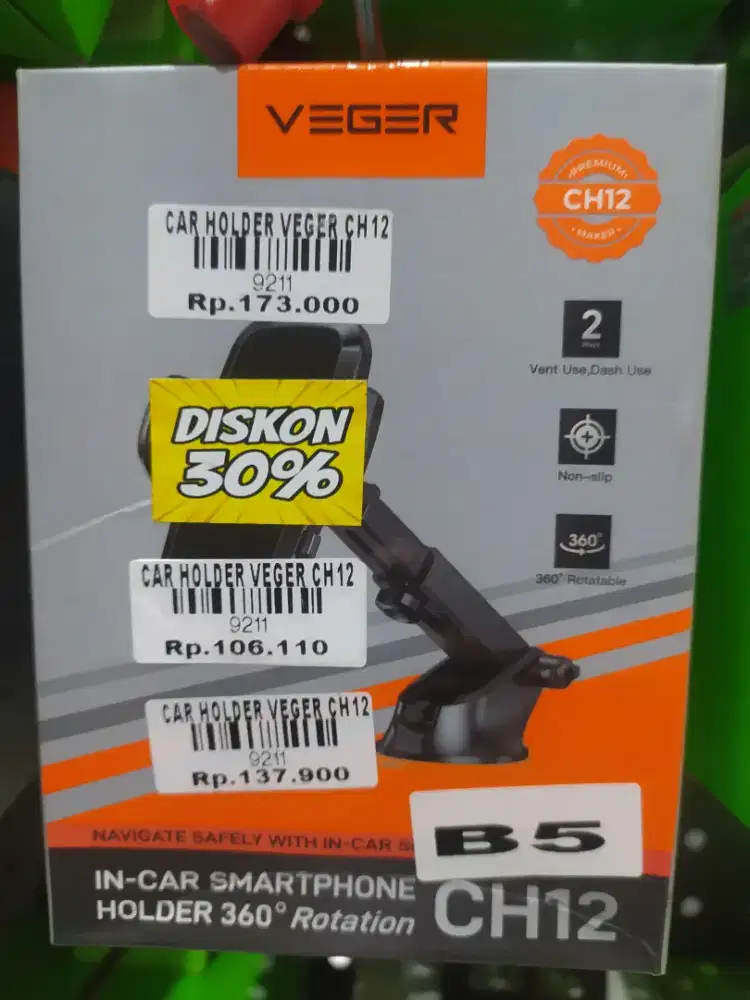 VEGER
PREMIUM
CH12
MAKER
CAR HOLDER VEGER CH12
9211
Rp.173.000
2
Ways
Vent Use,Dash Use
DISKON
30%
Non-slip
360°
360° Rotatable
CAR HOLDER VEGER CH12
9211
Rp.106.110
CAR HOLDER VEGER CH12
9211
Rp.137.900
B5
NAVIGATE SAFELY WITH IN-CAR
IN-CAR SMARTPHONE
HOLDER 360° Rotation
CH12